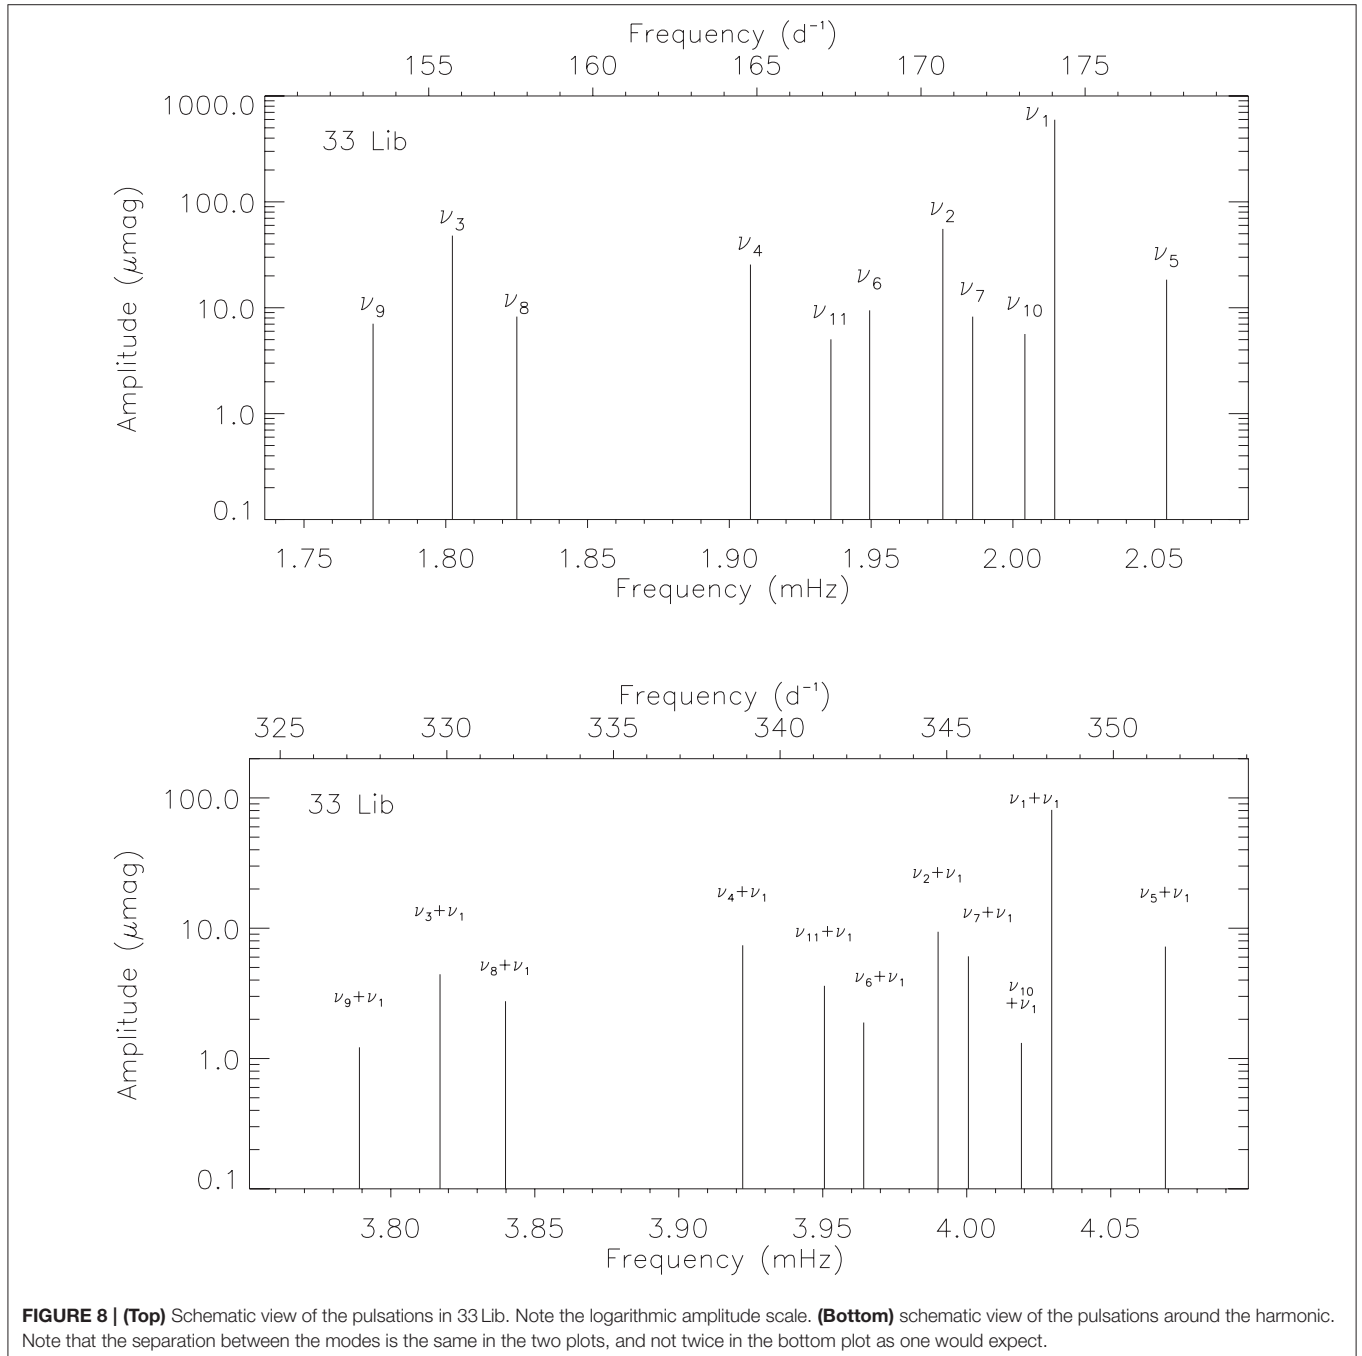 Frequency (d⁻¹)
155 160 165 170 175
1000.0
100.0
10.0
1.0
0.1
Amplitude (μmag)
33 Lib
ν₉
ν₃
ν₈
ν₄
ν₁₁
ν₆
ν₂
ν₇
ν₁₀
ν₁
ν₅
1.75 1.80 1.85 1.90 1.95 2.00 2.05
Frequency (mHz)
Frequency (d⁻¹)
325 330 335 340 345 350
100.0
10.0
1.0
0.1
Amplitude (μmag)
33 Lib
ν₉+ν₁
ν₃+ν₁
ν₈+ν₁
ν₄+ν₁
ν₁₁+ν₁
ν₆+ν₁
ν₂+ν₁
ν₇+ν₁
ν₁₀
+ν₁
ν₁+ν₁
ν₅+ν₁
3.80 3.85 3.90 3.95 4.00 4.05
Frequency (mHz)
FIGURE 8 | (Top) Schematic view of the pulsations in 33 Lib. Note the logarithmic amplitude scale. (Bottom) schematic view of the pulsations around the harmonic.
Note that the separation between the modes is the same in the two plots, and not twice in the bottom plot as one would expect.